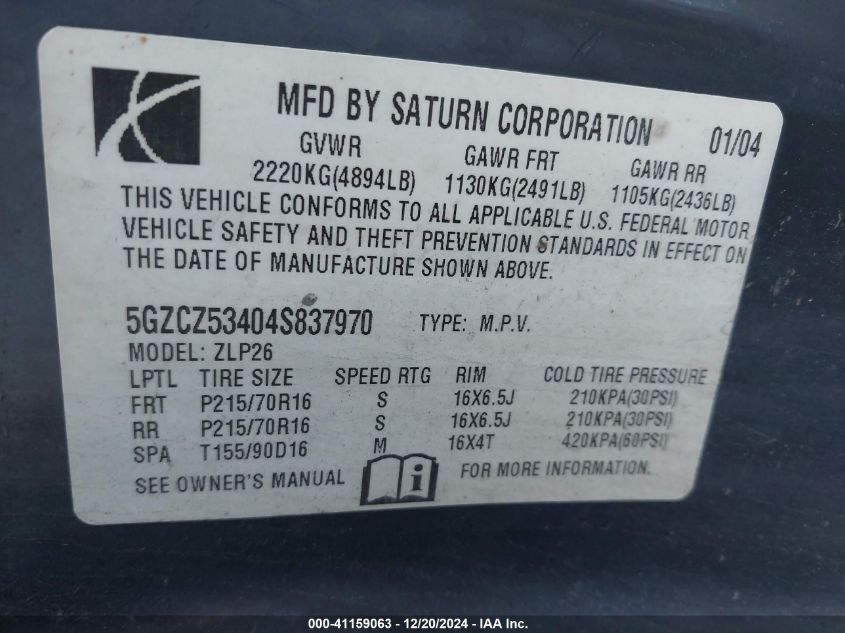 MFD BY SATURN CORPORATION 01/04
GVWR GAWR FRT GAWR RR
2220KG(4894LB) 1130KG(2491LB) 1105KG(2436LB)
THIS VEHICLE CONFORMS TO ALL APPLICABLE U.S. FEDERAL MOTOR
VEHICLE SAFETY AND THEFT PREVENTION STANDARDS IN EFFECT ON
THE DATE OF MANUFACTURE SHOWN ABOVE.
5GZCZ53404S837970 TYPE: M.P.V.
MODEL: ZLP26
LPTL TIRE SIZE SPEED RTG RIM COLD TIRE PRESSURE
FRT P215/70R16 S 16X6.5J 210KPA(30PSI)
RR P215/70R16 S 16X6.5J 210KPA(30PSI)
SPA T155/90D16 M 16X4T 420KPA(60PSI)
SEE OWNER'S MANUAL i FOR MORE INFORMATION.
000-41159063 - 12/20/2024 - IAA Inc.